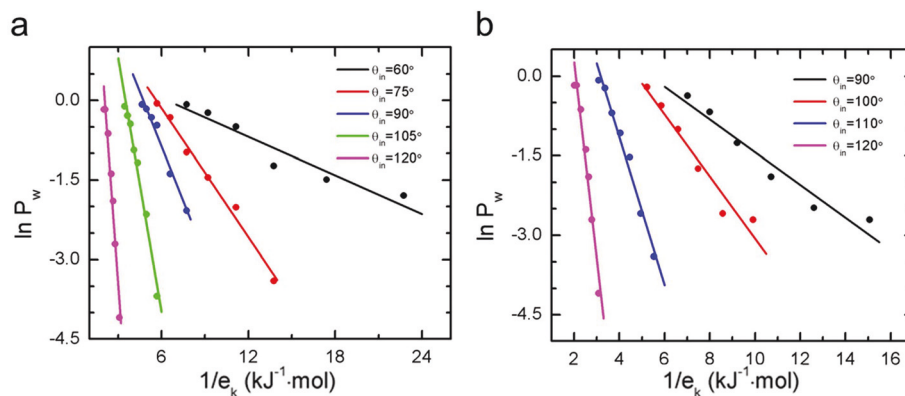 a
0.0
-1.5
-3.0
-4.5
ln P_w
6 12 18 24
1/e_k (kJ⁻¹·mol)
θ_in=60°
θ_in=75°
θ_in=90°
θ_in=105°
θ_in=120°
b
0.0
-1.5
-3.0
-4.5
ln P_w
2 4 6 8 10 12 14 16
1/e_k (kJ⁻¹·mol)
θ_in=90°
θ_in=100°
θ_in=110°
θ_in=120°